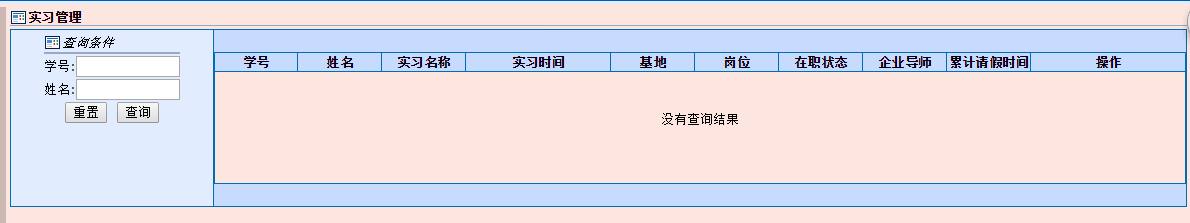 实习管理
查询条件
学号:
姓名:
重置 查询
学号 姓名 实习名称 实习时间 基地 岗位 在职状态 企业导师 累计请假时间 操作
没有查询结果